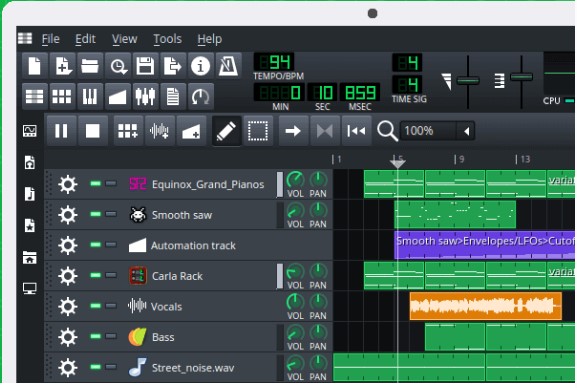 File Edit View Tools Help
94
TEMPO/BPM
4
4
TIME SIG
0 10 859
MIN SEC MSEC
CPU
100%
1 5 9 13
Equinox_Grand_Pianos VOL PAN
Smooth saw VOL PAN
Automation track Smooth saw>Envelopes/LFOs>Cutof
Carla Rack VOL PAN
Vocals VOL PAN
Bass VOL PAN
Street_noise.wav VOL PAN